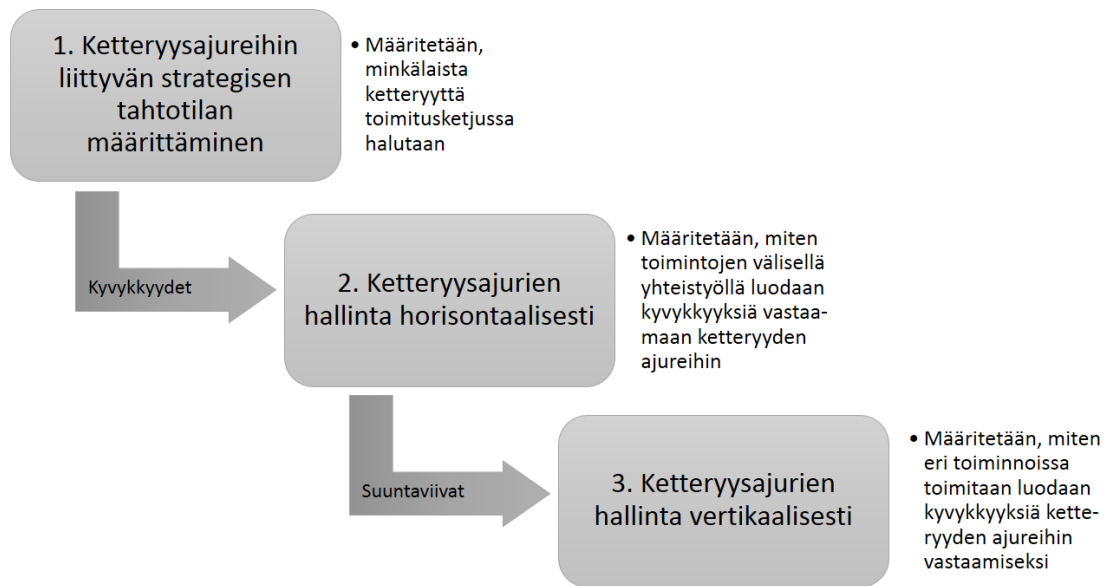 1. Ketteryysajureihin
liittyvän strategisen
tahtotilan
määrittäminen
• Määritetään,
minkälaista
ketteryyttä
toimitusketjussa
halutaan
Kyvykkyydet
2. Ketteryysajurien
hallinta horisontaalisesti
• Määritetään, miten
toimintojen välisellä
yhteistyöllä luodaan
kyvykkyyksiä vastaa-
maan ketteryyden
ajureihin
Suuntaviivat
3. Ketteryysajurien
hallinta vertikaalisesti
• Määritetään, miten
eri toiminnoissa
toimitaan luodaan
kyvykkyyksiä kette-
ryyden ajureihin
vastaamiseksi